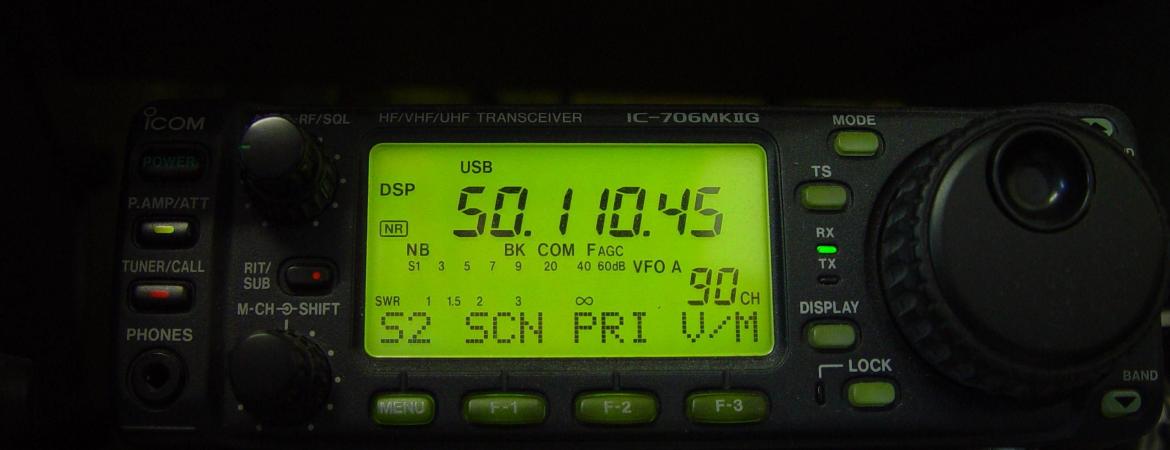 ICOM
AF-RF/SQL
HF/VHF/UHF TRANSCEIVER
IC-706MKIIG
POWER
P.AMP/ATT
TUNER/CALL
PHONES
RIT/
SUB
M-CH SHIFT
USB
DSP
50.110.45
NR
NB BK COM FAGC
S1 3 5 7 9 20 40 60dB VFO A
90 CH
SWR 1 1.5 2 3 ∞
S2 SCN PRI V/M
MENU F-1 F-2 F-3
MODE
TS
RX
TX
DISPLAY
LOCK
BAND